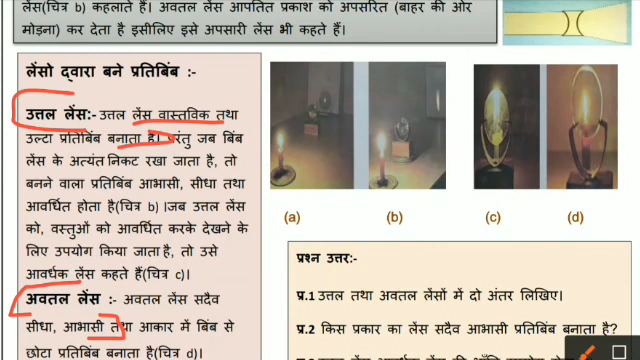 लेंस(चित्र b) कहलाते हैं। अवतल लेंस आपतित प्रकाश को अपसरित (बाहर की ओर
मोड़ना) कर देता है इसीलिए इसे अपसारी लेंस भी कहते हैं।
लेंसो द्वारा बने प्रतिबिंब :-
उत्तल लेंस:- उत्तल लेंस वास्तविक तथा
उल्टा प्रतिबिंब बनाता है। परंतु जब बिंब
लेंस के अत्यंत निकट रखा जाता है, तो
बनने वाला प्रतिबिंब आभासी, सीधा तथा
आवर्धित होता है(चित्र b) ।जब उत्तल लेंस
को, वस्तुओं को आवर्धित करके देखने के
लिए उपयोग किया जाता है, तो उसे
आवर्धक लेंस कहते हैं(चित्र c)।
अवतल लेंस :- अवतल लेंस सदैव
सीधा, आभासी तथा आकार में बिंब से
छोटा प्रतिबिंब बनाता है(चित्र d)।
(a) (b) (c) (d)
प्रश्न उत्तर:-
प्र.1 उत्तल तथा अवतल लेंसों में दो अंतर लिखिए।
प्र.2 किस प्रकार का लेंस सदैव आभासी प्रतिबिंब बनाता है?